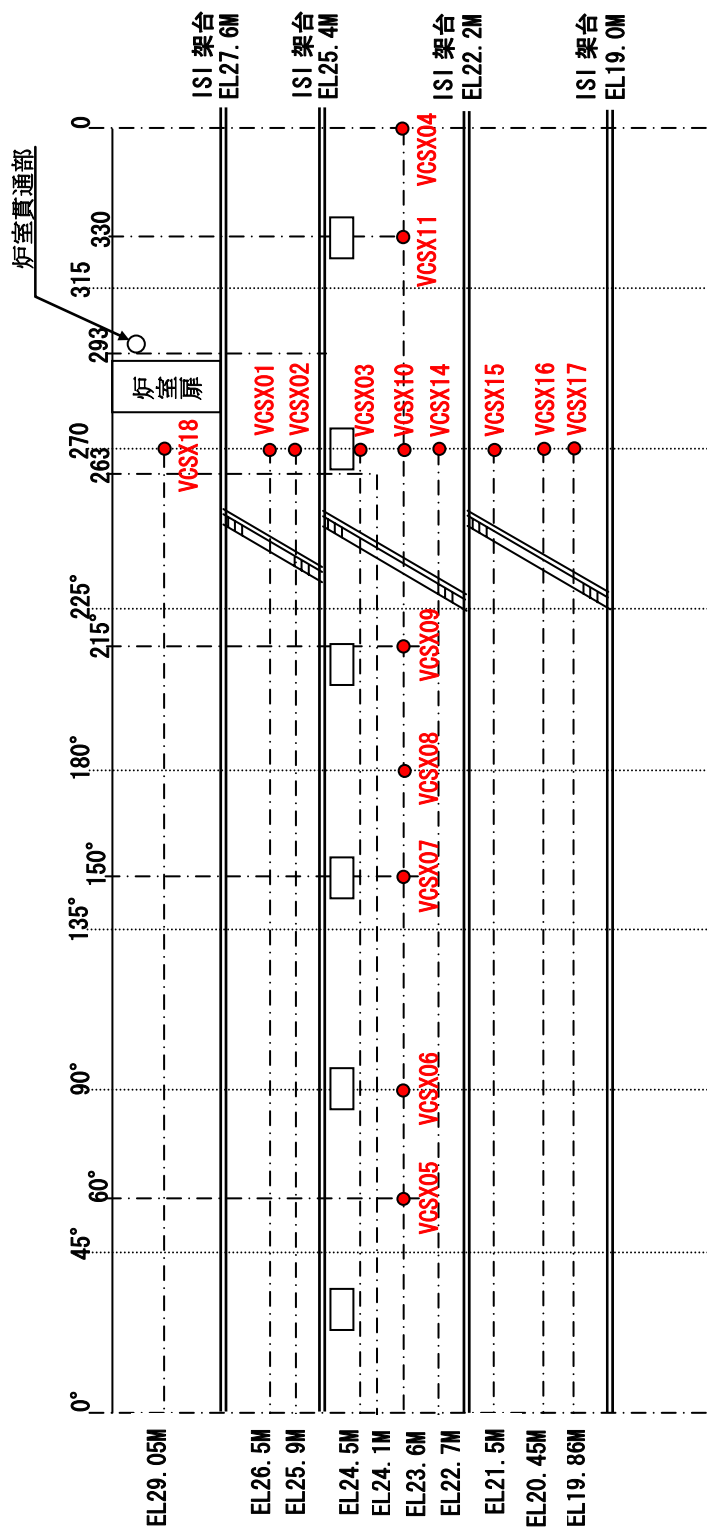 炉室貫通部
ISI 架台
EL27. 6M
ISI 架台
EL25. 4M
ISI 架台
EL22. 2M
ISI 架台
EL19. 0M
0°
45°
60°
90°
135°
150°
180°
215°
225°
263
270
293
315
330
0
炉室
扉
EL29. 05M
EL26. 5M
EL25. 9M
EL24. 5M
EL24. 1M
EL23. 6M
EL22. 7M
EL21. 5M
EL20. 45M
EL19. 86M
VCSX18
VCSX01
VCSX02
VCSX03
VCSX05
VCSX06
VCSX07
VCSX08
VCSX09
VCSX10
VCSX11
VCSX04
VCSX14
VCSX15
VCSX16
VCSX17